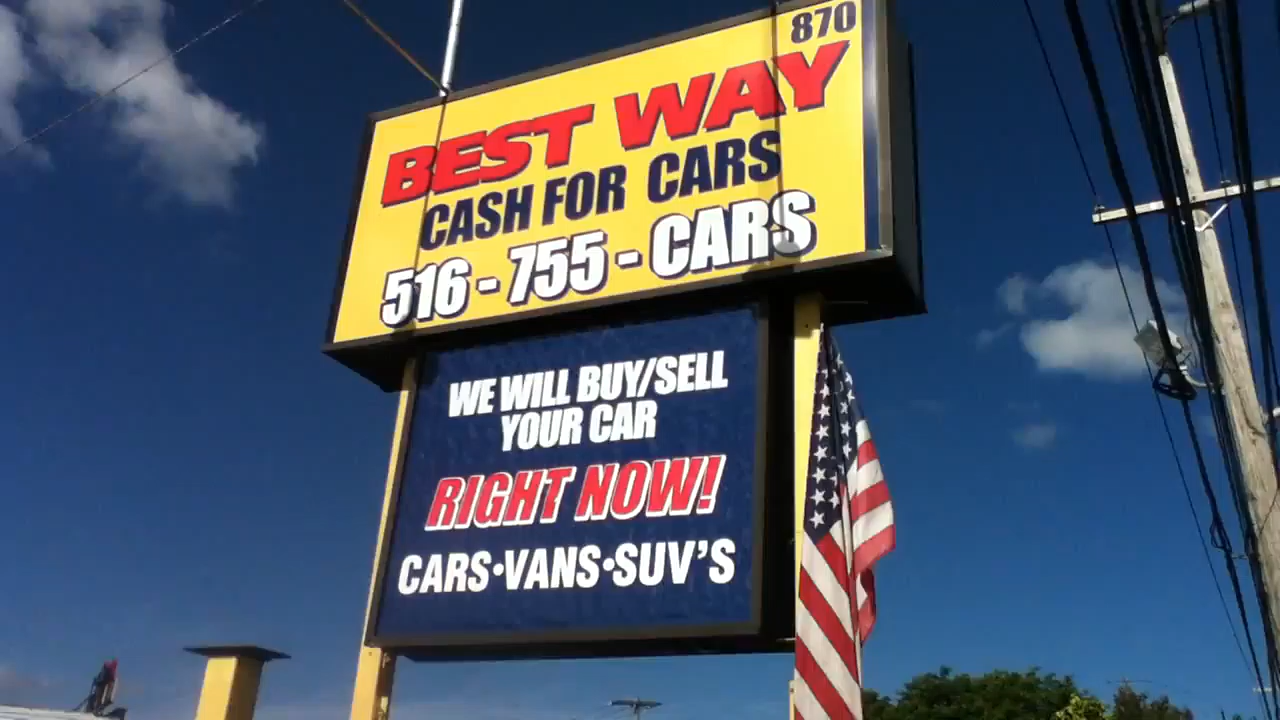 870
BEST WAY
CASH FOR CARS
516-755-CARS
WE WILL BUY/SELL
YOUR CAR
RIGHT NOW!
CARS•VANS•SUV'S